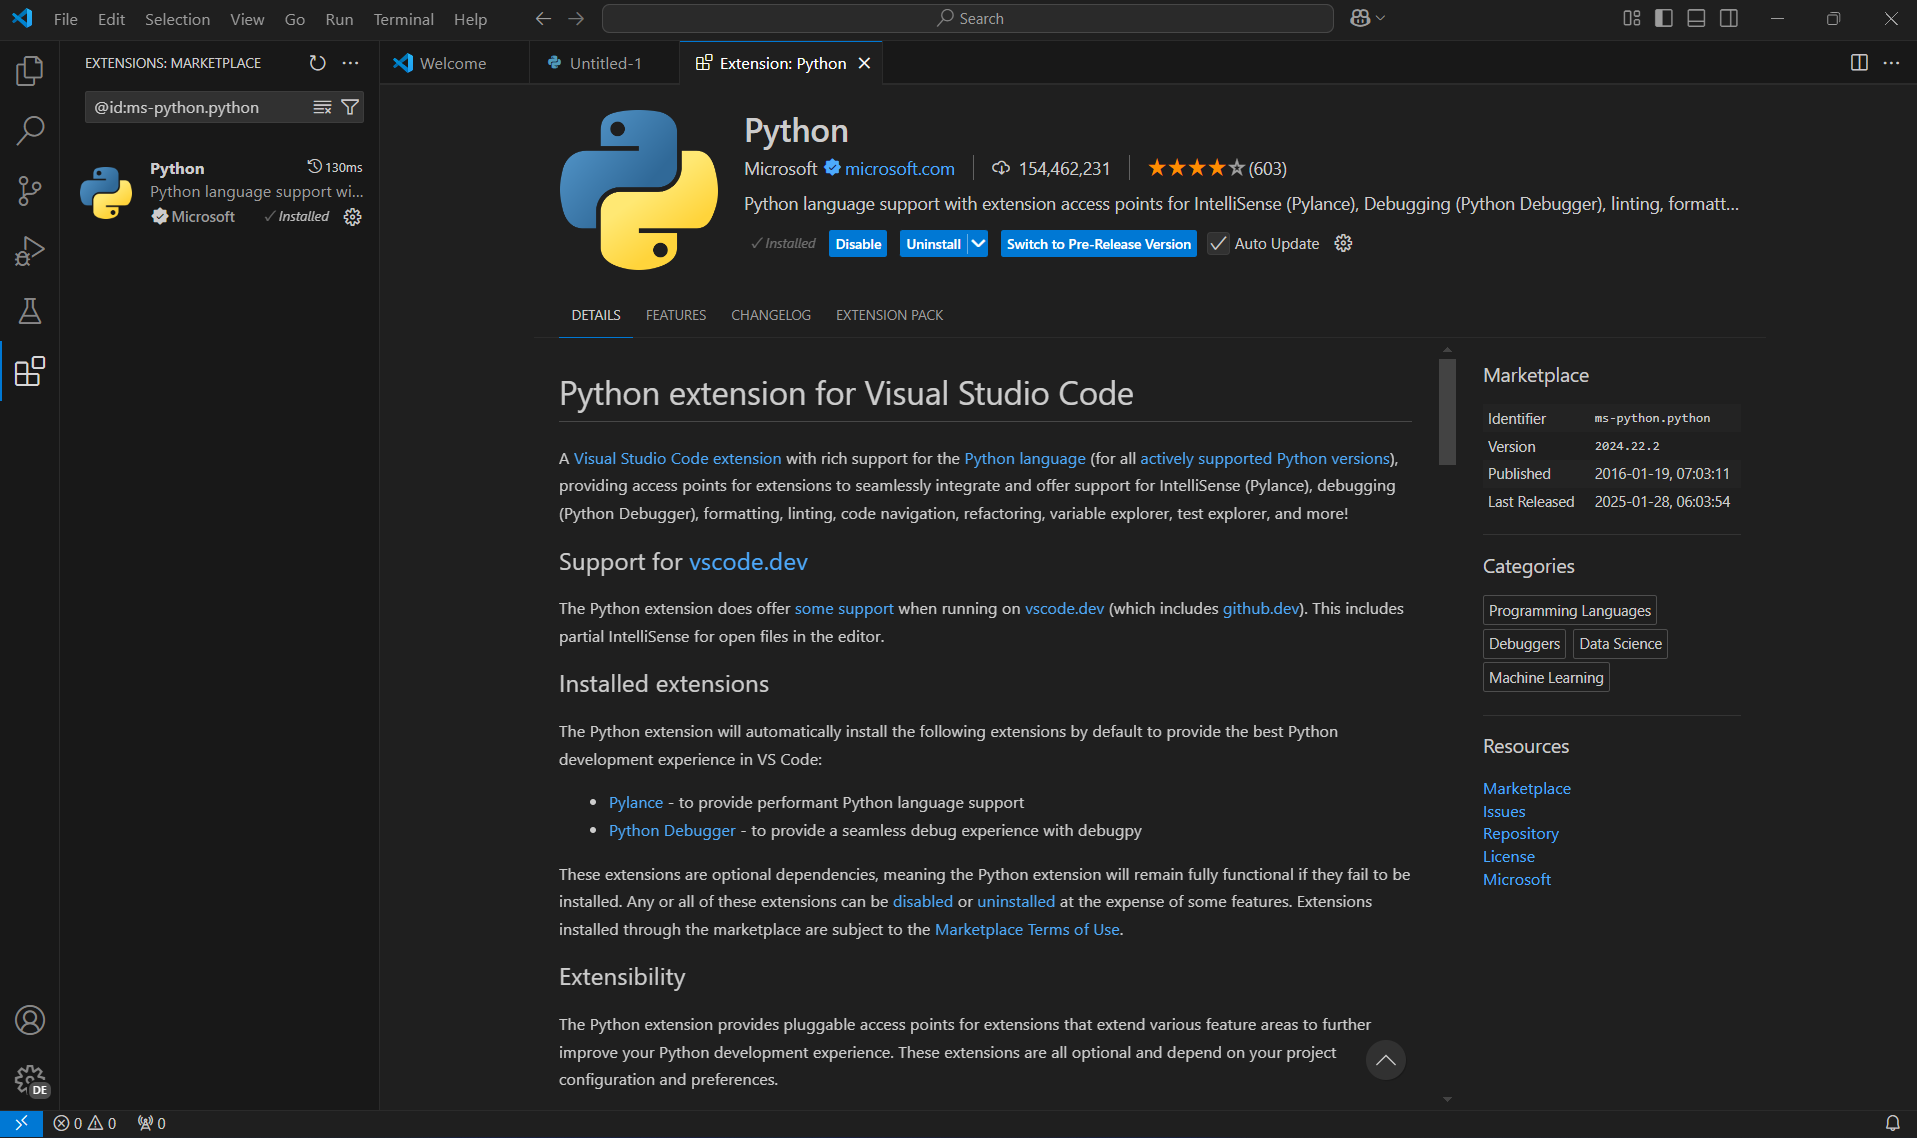 File Edit Selection View Go Run Terminal Help
Search
EXTENSIONS: MARKETPLACE
@id:ms-python.python
Python 130ms
Python language support wi...
Microsoft Installed
DE
Welcome
Untitled-1
Extension: Python
Python
Microsoft microsoft.com 154,462,231 (603)
Python language support with extension access points for IntelliSense (Pylance), Debugging (Python Debugger), linting, formatt...
Installed Disable Uninstall Switch to Pre-Release Version Auto Update
DETAILS FEATURES CHANGELOG EXTENSION PACK
Python extension for Visual Studio Code
A Visual Studio Code extension with rich support for the Python language (for all actively supported Python versions),
providing access points for extensions to seamlessly integrate and offer support for IntelliSense (Pylance), debugging
(Python Debugger), formatting, linting, code navigation, refactoring, variable explorer, test explorer, and more!
Support for vscode.dev
The Python extension does offer some support when running on vscode.dev (which includes github.dev). This includes
partial IntelliSense for open files in the editor.
Installed extensions
The Python extension will automatically install the following extensions by default to provide the best Python
development experience in VS Code:
• Pylance - to provide performant Python language support
• Python Debugger - to provide a seamless debug experience with debugpy
These extensions are optional dependencies, meaning the Python extension will remain fully functional if they fail to be
installed. Any or all of these extensions can be disabled or uninstalled at the expense of some features. Extensions
installed through the marketplace are subject to the Marketplace Terms of Use.
Extensibility
The Python extension provides pluggable access points for extensions that extend various feature areas to further
improve your Python development experience. These extensions are all optional and depend on your project
configuration and preferences.
Marketplace
Identifier ms-python.python
Version 2024.22.2
Published 2016-01-19, 07:03:11
Last Released 2025-01-28, 06:03:54
Categories
Programming Languages
Debuggers Data Science
Machine Learning
Resources
Marketplace
Issues
Repository
License
Microsoft
0 0 0